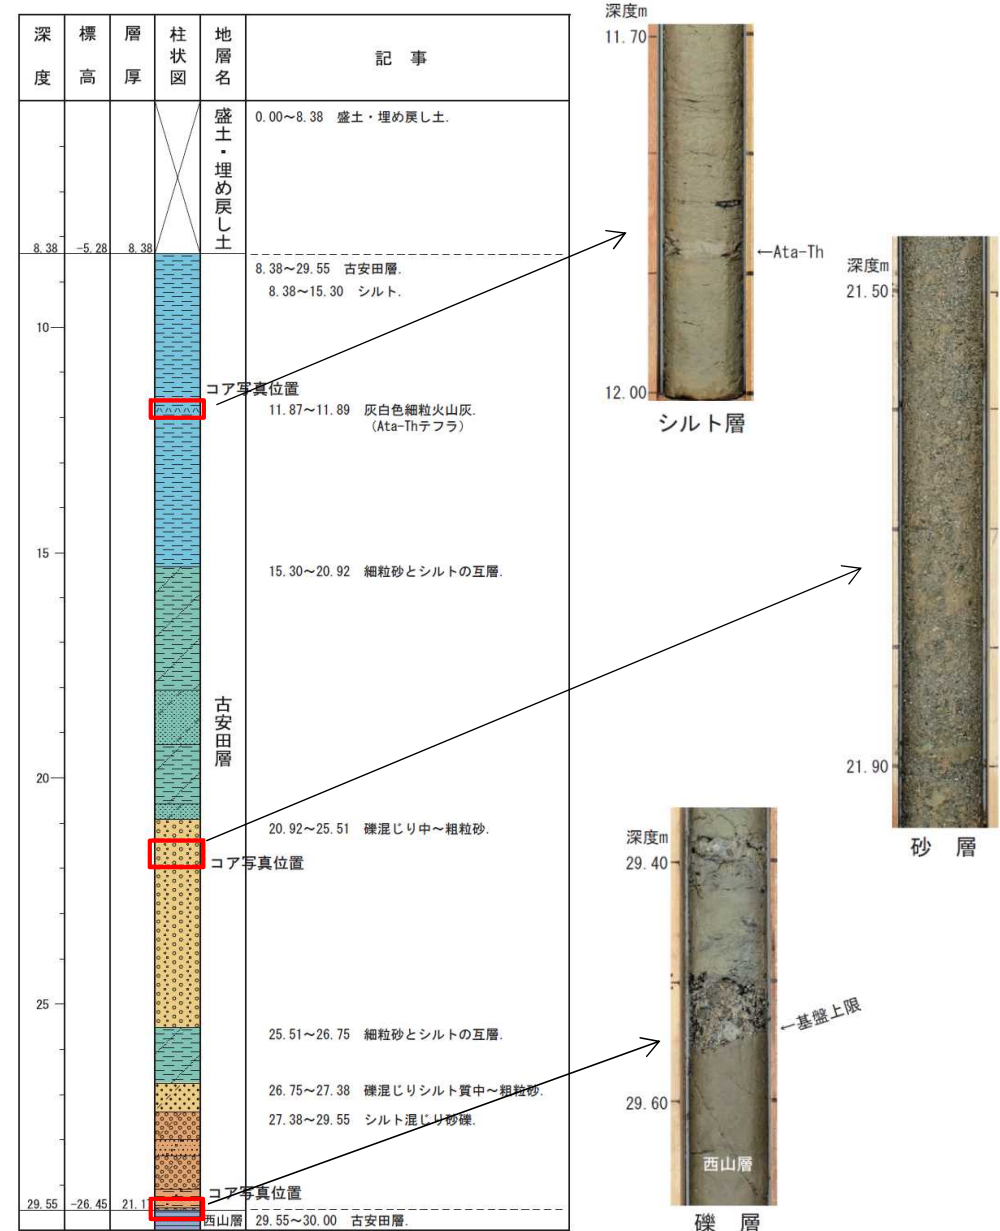 深度
標高
層厚
柱状図
地層名
記 事
盛土・埋め戻し土
0.00～8.38 盛土・埋め戻し土.
8.38 -5.28 8.38
8.38～29.55 古安田層.
8.38～15.30 シルト.
10
コア写真位置
11.87～11.89 灰白色細粒火山灰.
(Ata-Thテフラ)
15
15.30～20.92 細粒砂とシルトの互層.
古安田層
20
20.92～25.51 礫混じり中～粗粒砂.
コア写真位置
25
25.51～26.75 細粒砂とシルトの互層.
26.75～27.38 礫混じりシルト質中～粗粒砂.
27.38～29.55 シルト混じり砂礫.
コア写真位置
29.55 -26.45 21.17
西山層 29.55～30.00 古安田層.
深度m
11.70
←Ata-Th
12.00
シルト層
深度m
21.50
21.90
砂 層
深度m
29.40
←基盤上限
29.60
西山層
礫 層